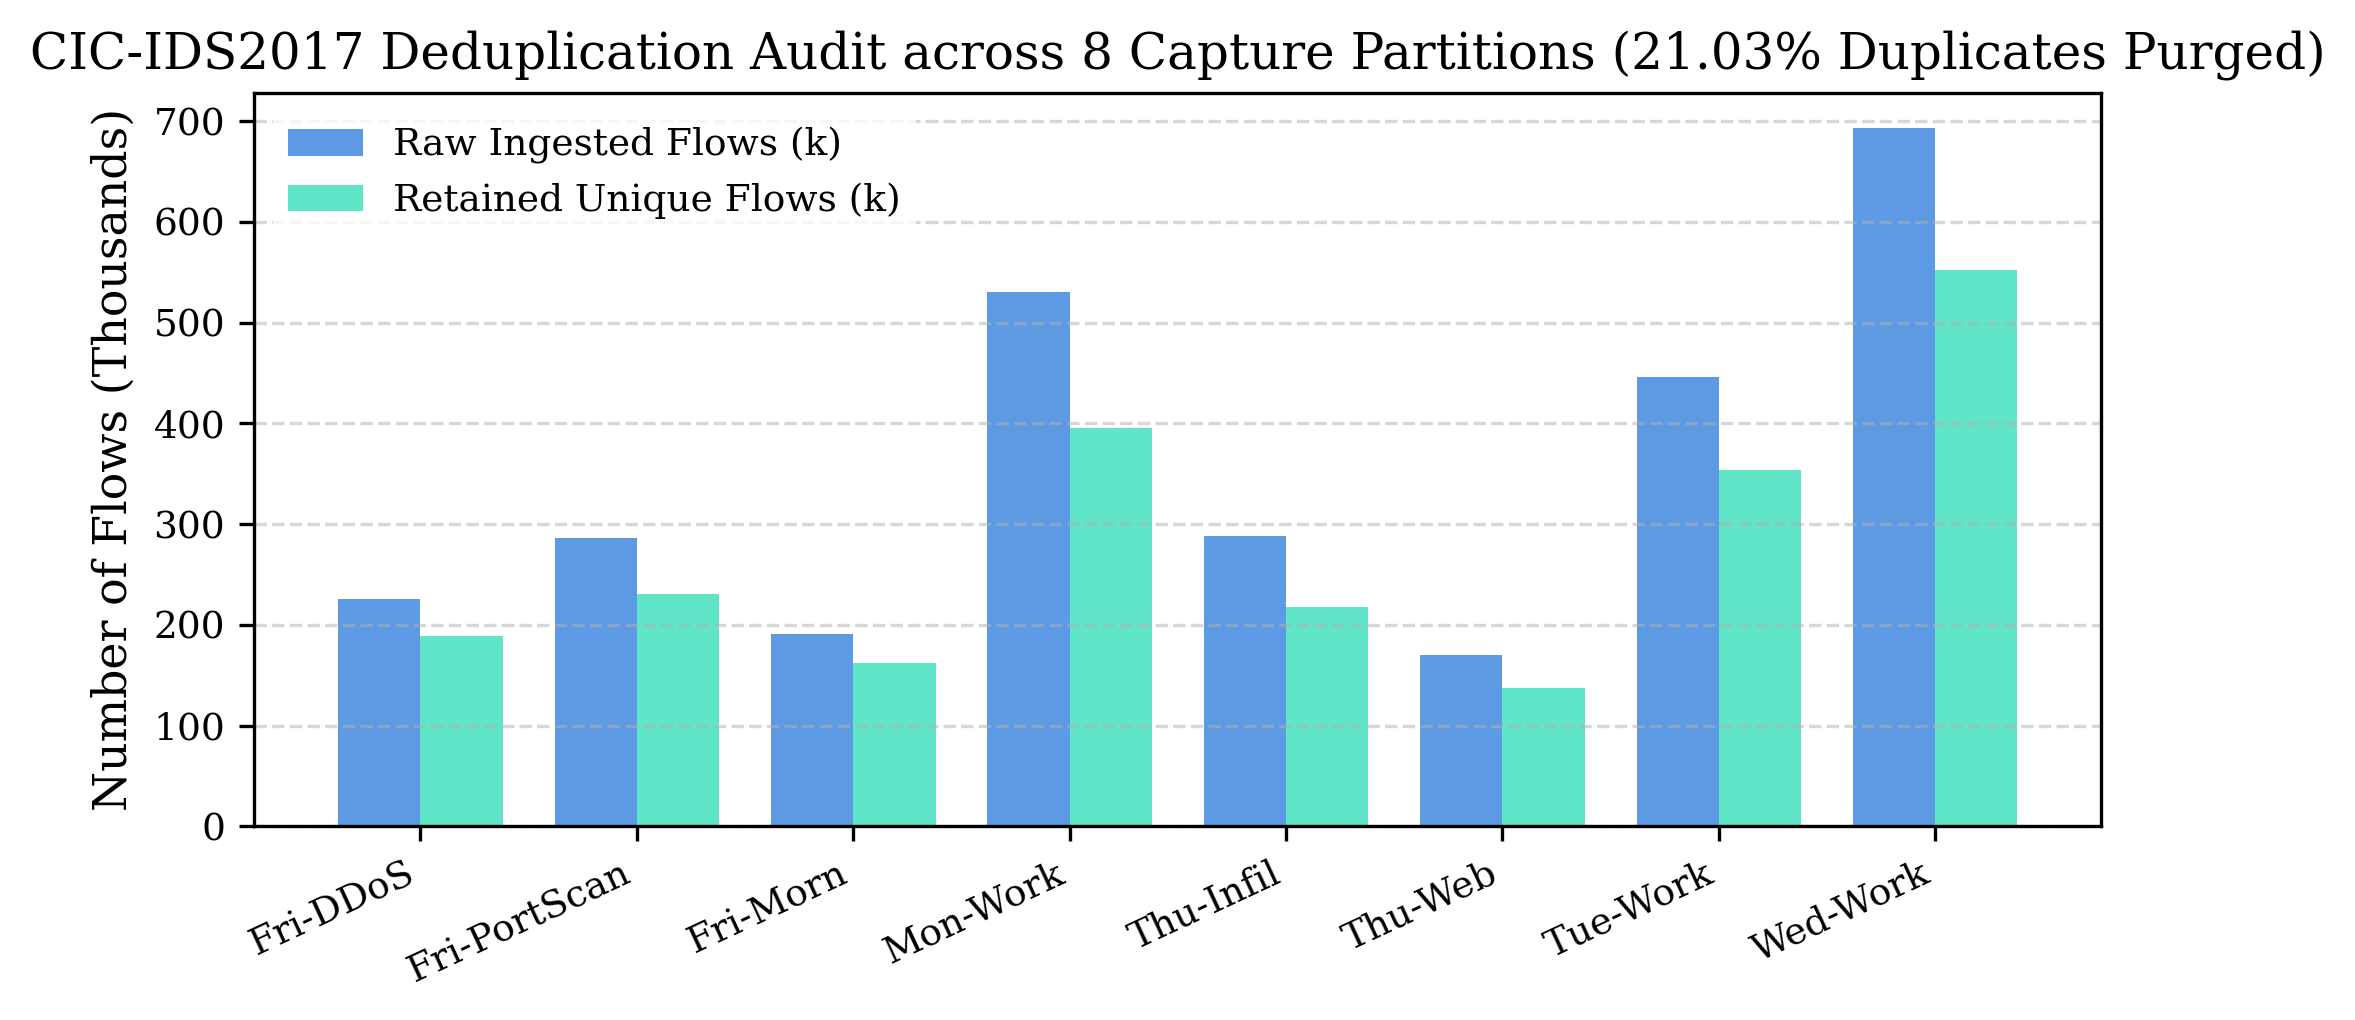 CIC-IDS2017 Deduplication Audit across 8 Capture Partitions (21.03% Duplicates Purged)
Number of Flows (Thousands)
700
600
500
400
300
200
100
0
Raw Ingested Flows (k)
Retained Unique Flows (k)
Fri-DDoS
Fri-PortScan
Fri-Morn
Mon-Work
Thu-Infil
Thu-Web
Tue-Work
Wed-Work